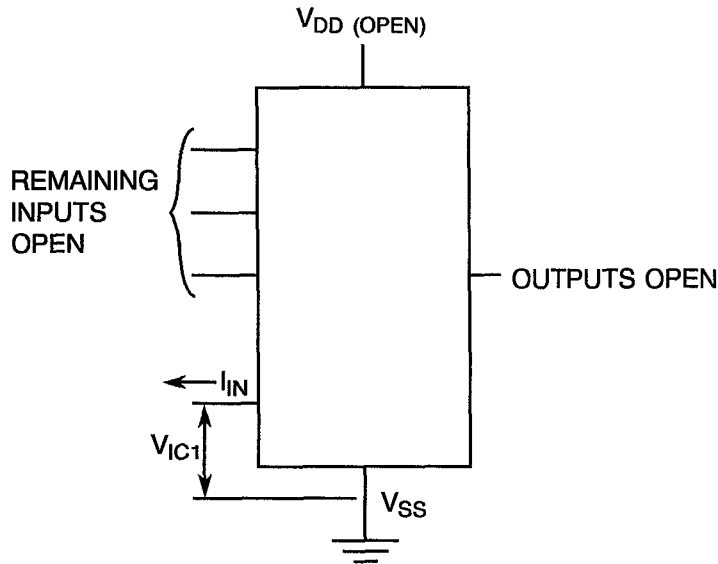 VDD (OPEN)
REMAINING
INPUTS
OPEN
OUTPUTS OPEN
IIN
VIC1
VSS